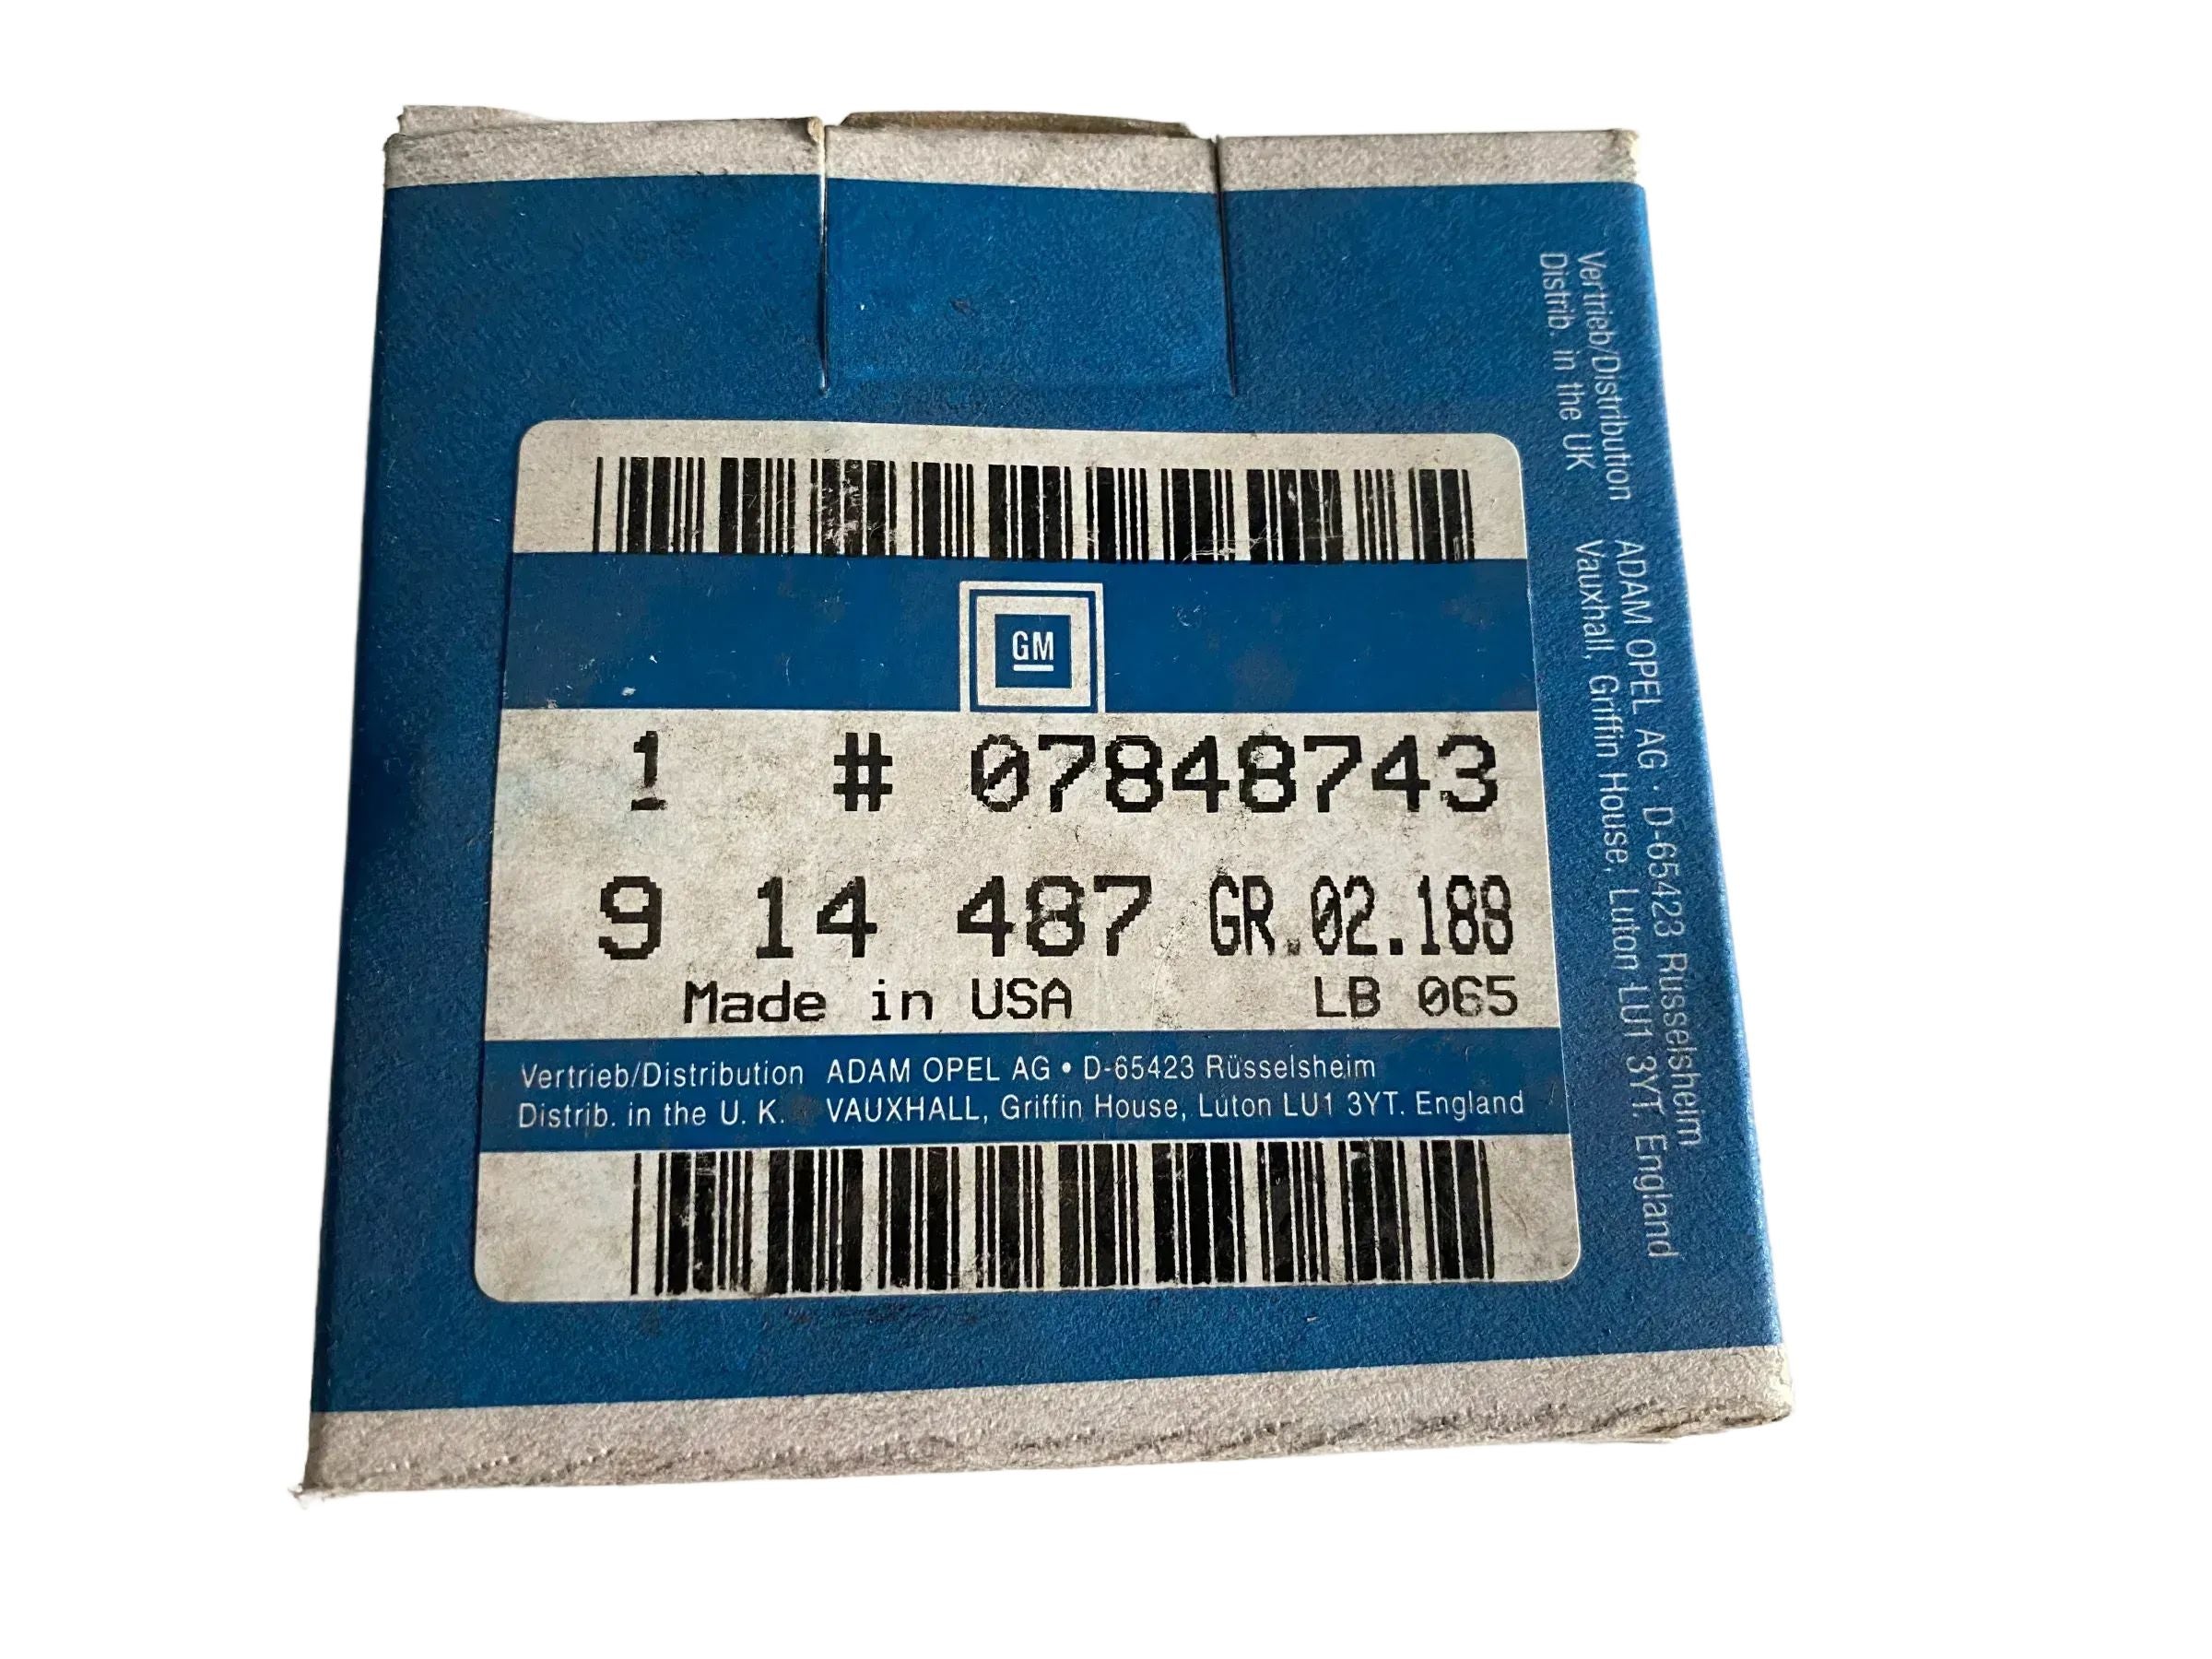 GM
1 # 07848743
9 14 487 GR.02.188
Made in USA LB 065
Vertrieb/Distribution ADAM OPEL AG • D-65423 Rüsselsheim
Distrib. in the U. K. VAUXHALL, Griffin House, Luton LU1 3YT. England
Vertrieb/Distribution ADAM OPEL AG · D-65423 Rüsselsheim
Distrib. in the UK Vauxhall, Griffin House, Luton LU1 3YT. England